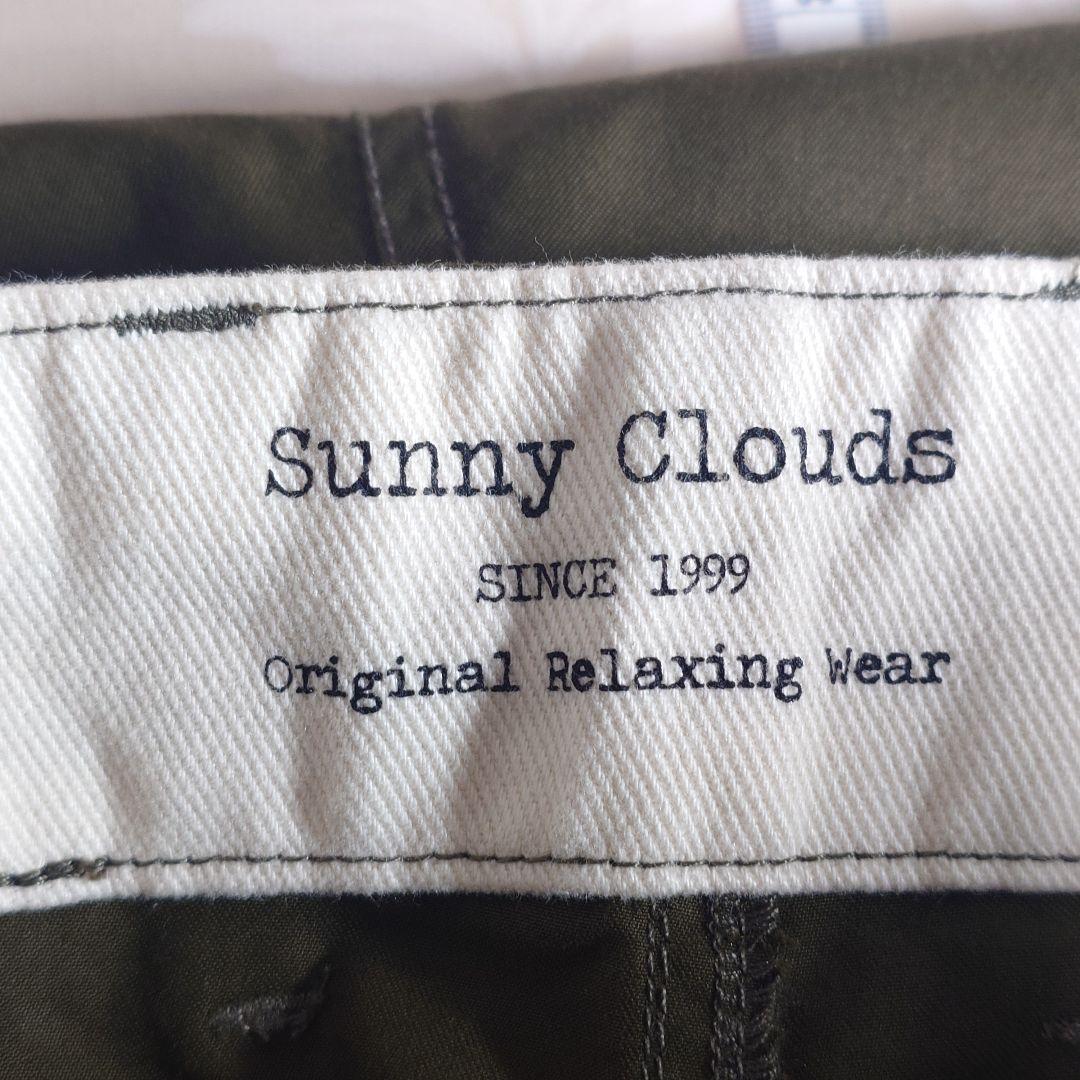 Sunny Clouds
SINCE 1999
Original Relaxing Wear